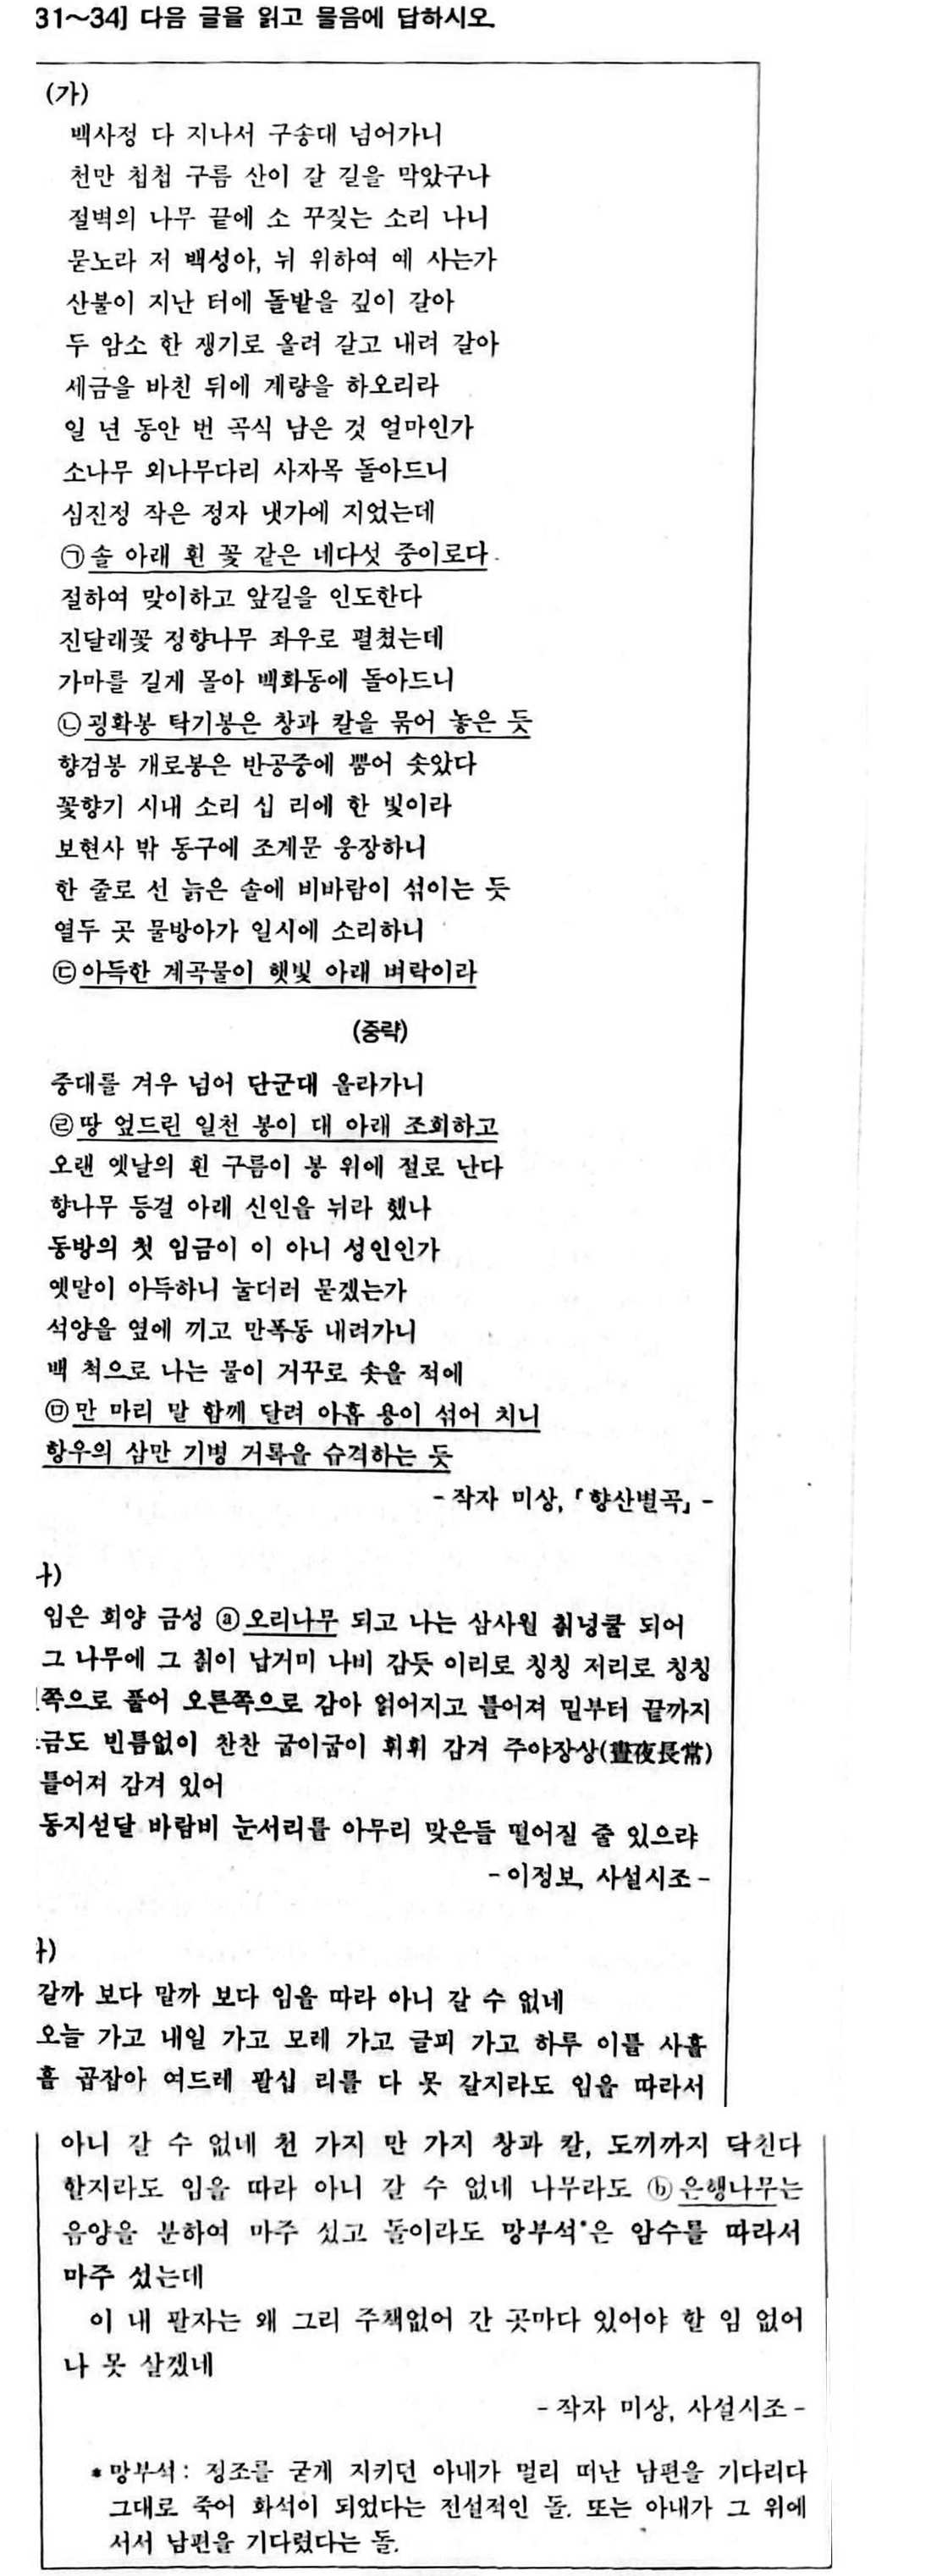 31~34] 다음 글을 읽고 물음에 답하시오.
(가)
백사정 다 지나서 구송대 넘어가니
천만 첩첩 구름 산이 갈 길을 막았구나
절벽의 나무 끝에 소 꾸짖는 소리 나니
묻노라 저 백성아, 뉘 위하여 예 사는가
산불이 지난 터에 돌밭을 깊이 갈아
두 암소 한 쟁기로 올려 갈고 내려 갈아
세금을 바친 뒤에 계량을 하오리라
일 년 동안 번 곡식 남은 것 얼마인가
소나무 외나무다리 사자목 돌아드니
심진정 작은 정자 냇가에 지었는데
㉠솔 아래 흰 꽃 같은 네다섯 중이로다.
절하여 맞이하고 앞길을 인도한다
진달래꽃 정향나무 좌우로 펼쳤는데
가마를 길게 몰아 백화동에 돌아드니
㉡굉확봉 탁기봉은 창과 칼을 묶어 놓은 듯
향검봉 개로봉은 반공중에 뿜어 솟았다
꽃향기 시내 소리 십 리에 한 빛이라
보현사 밖 동구에 조계문 웅장하니
한 줄로 선 늙은 솔에 비바람이 섞이는 듯
열두 곳 물방아가 일시에 소리하니
㉢아득한 계곡물이 햇빛 아래 벼락이라
(중략)
중대를 겨우 넘어 단군대 올라가니
㉣땅 엎드린 일천 봉이 대 아래 조회하고
오랜 옛날의 흰 구름이 봉 위에 절로 난다
향나무 등걸 아래 신인을 뉘라 했나
동방의 첫 임금이 이 아니 성인인가
옛말이 아득하니 눌더러 묻겠는가
석양을 옆에 끼고 만폭동 내려가니
백 척으로 나는 물이 거꾸로 솟을 적에
㉤만 마리 말 함께 달려 아홉 용이 섞어 치니
항우의 삼만 기병 거록을 습격하는 듯
- 작자 미상, 「향산별곡」 -
나)
임은 회양 금성 ⓐ오리나무 되고 나는 삼사월 칡넝쿨 되어
그 나무에 그 칡이 납거미 나비 감듯 이리로 칭칭 저리로 칭칭
쪽으로 풀어 오른쪽으로 감아 얽어지고 틀어져 밑부터 끝까지
금도 빈틈없이 찬찬 굽이굽이 휘휘 감겨 주야장상(晝夜長常)
틀어져 감겨 있어
동지섣달 바람비 눈서리를 아무리 맞은들 떨어질 줄 있으랴
- 이정보, 사설시조 -
갈까 보다 말까 보다 임을 따라 아니 갈 수 없네
오늘 가고 내일 가고 모레 가고 글피 가고 하루 이틀 사흘
흘 곱잡아 여드레 팔십 리를 다 못 갈지라도 임을 따라서
아니 갈 수 없네 천 가지 만 가지 창과 칼, 도끼까지 닥친다
할지라도 임을 따라 아니 갈 수 없네 나무라도 ⓑ은행나무는
음양을 분하여 마주 섰고 돌이라도 망부석*은 암수를 따라서
마주 섰는데
이 내 팔자는 왜 그리 주책없어 간 곳마다 있어야 할 임 없어
나 못 살겠네
- 작자 미상, 사설시조 -
* 망부석 : 정조를 굳게 지키던 아내가 멀리 떠난 남편을 기다리다
그대로 죽어 화석이 되었다는 전설적인 돌. 또는 아내가 그 위에
서서 남편을 기다렸다는 돌.